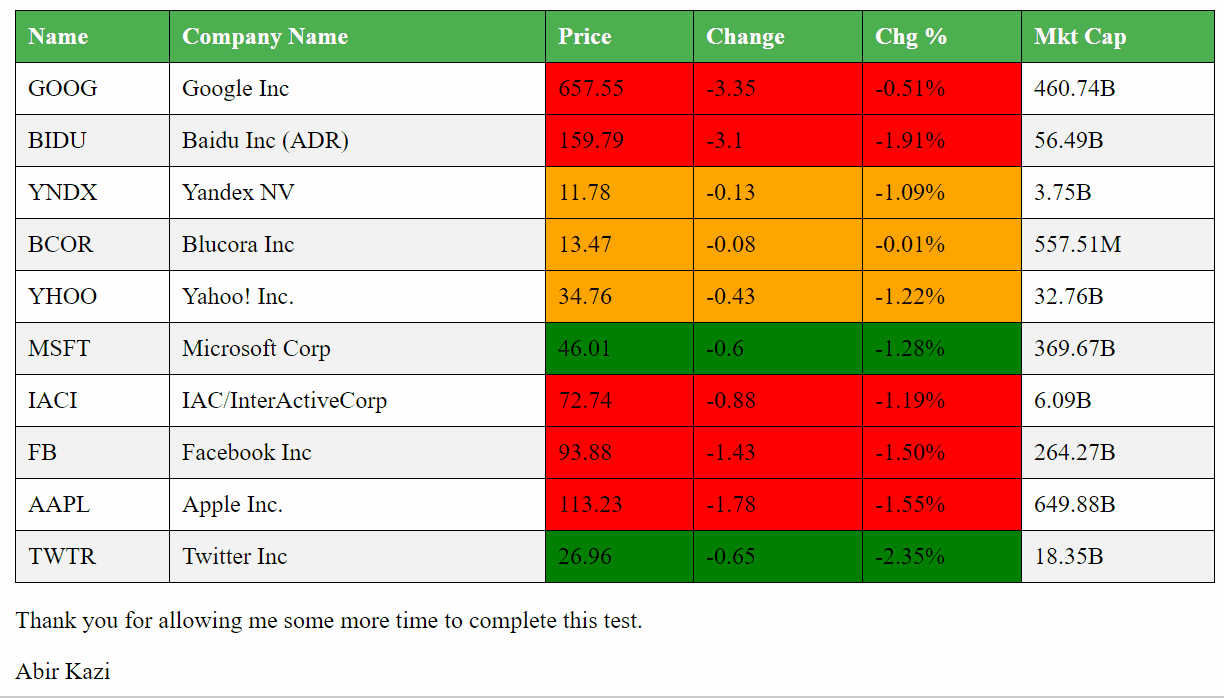 Name Company Name Price Change Chg % Mkt Cap
GOOG Google Inc 657.55 -3.35 -0.51% 460.74B
BIDU Baidu Inc (ADR) 159.79 -3.1 -1.91% 56.49B
YNDX Yandex NV 11.78 -0.13 -1.09% 3.75B
BCOR Blucora Inc 13.47 -0.08 -0.01% 557.51M
YHOO Yahoo! Inc. 34.76 -0.43 -1.22% 32.76B
MSFT Microsoft Corp 46.01 -0.6 -1.28% 369.67B
IACI IAC/InterActiveCorp 72.74 -0.88 -1.19% 6.09B
FB Facebook Inc 93.88 -1.43 -1.50% 264.27B
AAPL Apple Inc. 113.23 -1.78 -1.55% 649.88B
TWTR Twitter Inc 26.96 -0.65 -2.35% 18.35B
Thank you for allowing me some more time to complete this test.
Abir Kazi